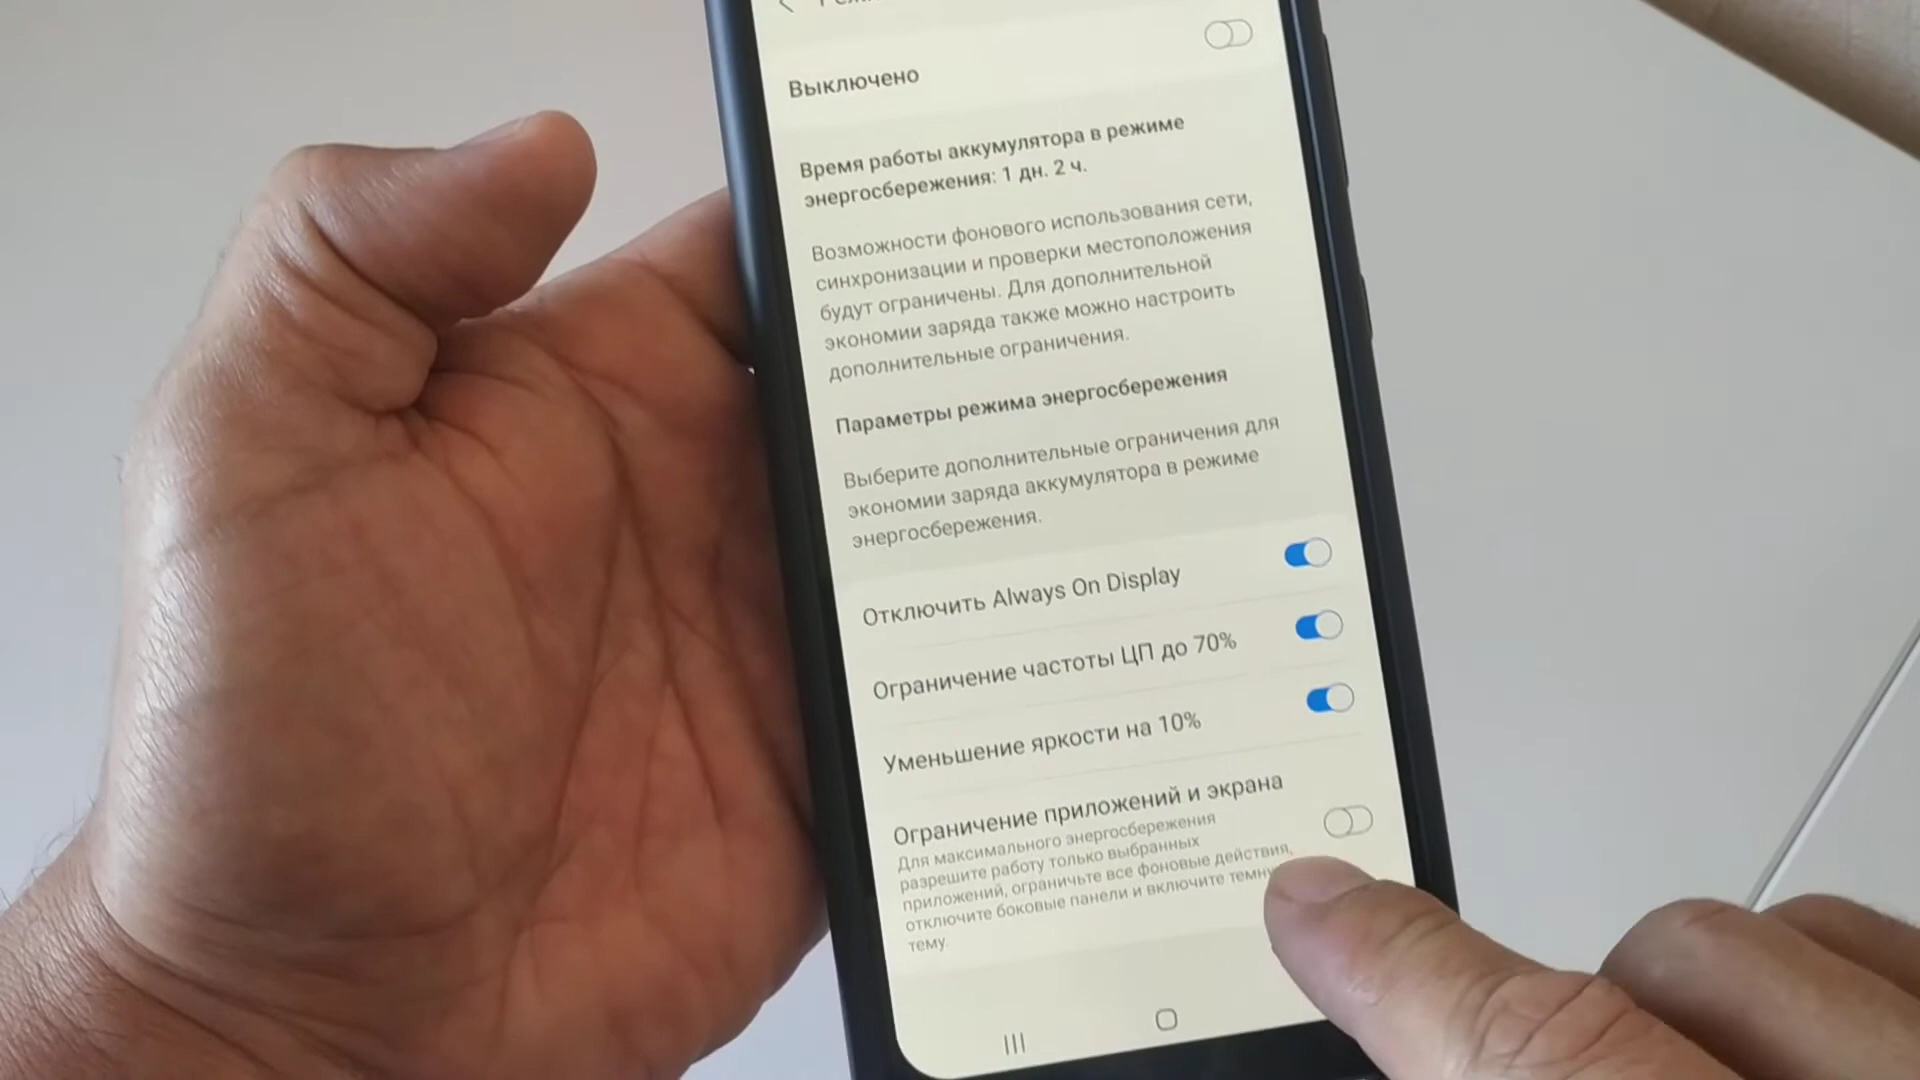 Выключено
Время работы аккумулятора в режиме
энергосбережения: 1 дн. 2 ч.
Возможности фонового использования сети,
синхронизации и проверки местоположения
будут ограничены. Для дополнительной
экономии заряда также можно настроить
дополнительные ограничения.
Параметры режима энергосбережения
Выберите дополнительные ограничения для
экономии заряда аккумулятора в режиме
энергосбережения.
Отключить Always On Display
Ограничение частоты ЦП до 70%
Уменьшение яркости на 10%
Ограничение приложений и экрана
Для максимального энергосбережения
разрешите работу только выбранных
приложений, ограничьте все фоновые действия,
отключите боковые панели и включите темну
тему.